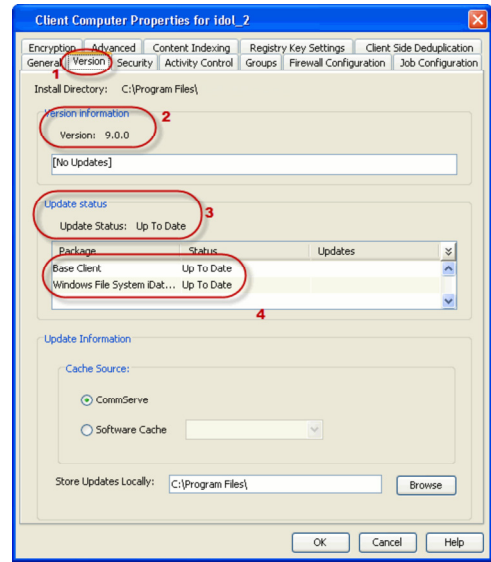 Client Computer Properties for idol_2
Encryption Advanced Content Indexing Registry Key Settings Client Side Deduplication
General Version Security Activity Control Groups Firewall Configuration Job Configuration
1
Install Directory: C:\Program Files\
Version information 2
Version: 9.0.0
[No Updates]
Update status
3
Update Status: Up To Date
Package Status Updates
Base Client Up To Date
Windows File System iDat... Up To Date
4
Update Information
Cache Source:
CommServe
Software Cache
Store Updates Locally: C:\Program Files\ Browse
OK Cancel Help